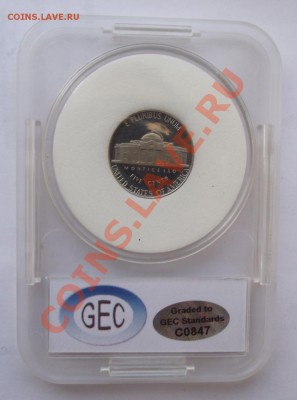 COINS.LAVE.RU
E PLURIBUS UNUM
MONTICELLO
FIVE CENTS
UNITED STATES OF AMERICA
COINS.LAVE.RU
GEC
Graded to
GEC Standards
C0847